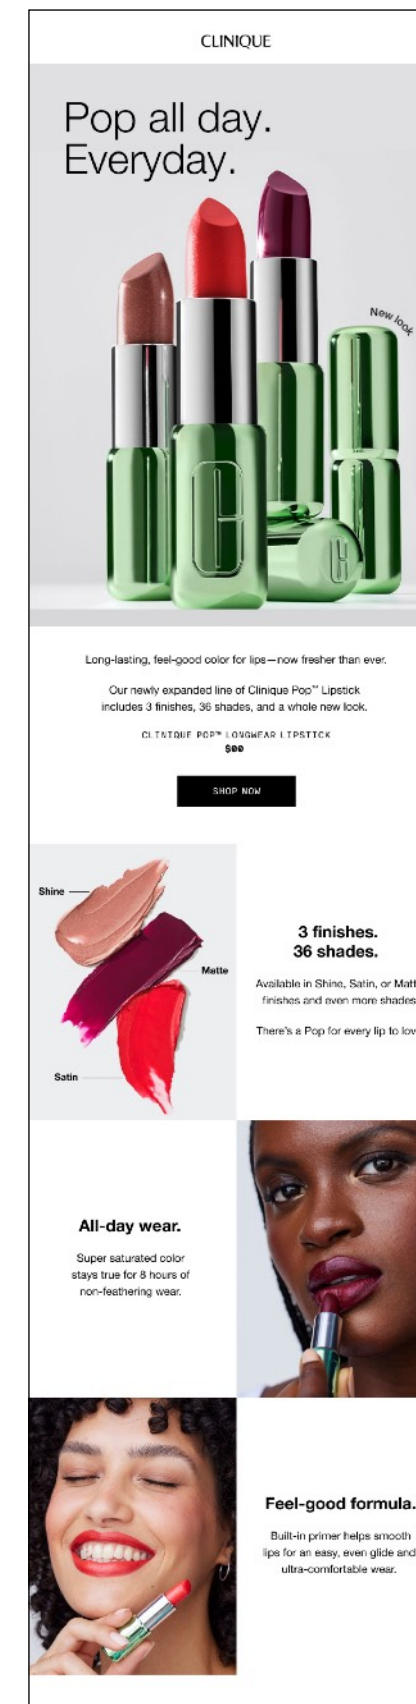 CLINIQUE
Pop all day.
Everyday.
New look
Long-lasting, feel-good color for lips—now fresher than ever.
Our newly expanded line of Clinique Pop™ Lipstick
includes 3 finishes, 36 shades, and a whole new look.
CLINIQUE POP™ LONGWEAR LIPSTICK
$00
SHOP NOW
Shine
Matte
Satin
3 finishes.
36 shades.
Available in Shine, Satin, or Matt
finishes and even more shades
There's a Pop for every lip to lov
All-day wear.
Super saturated color
stays true for 8 hours of
non-feathering wear.
Feel-good formula.
Built-in primer helps smooth
lips for an easy, even glide and
ultra-comfortable wear.